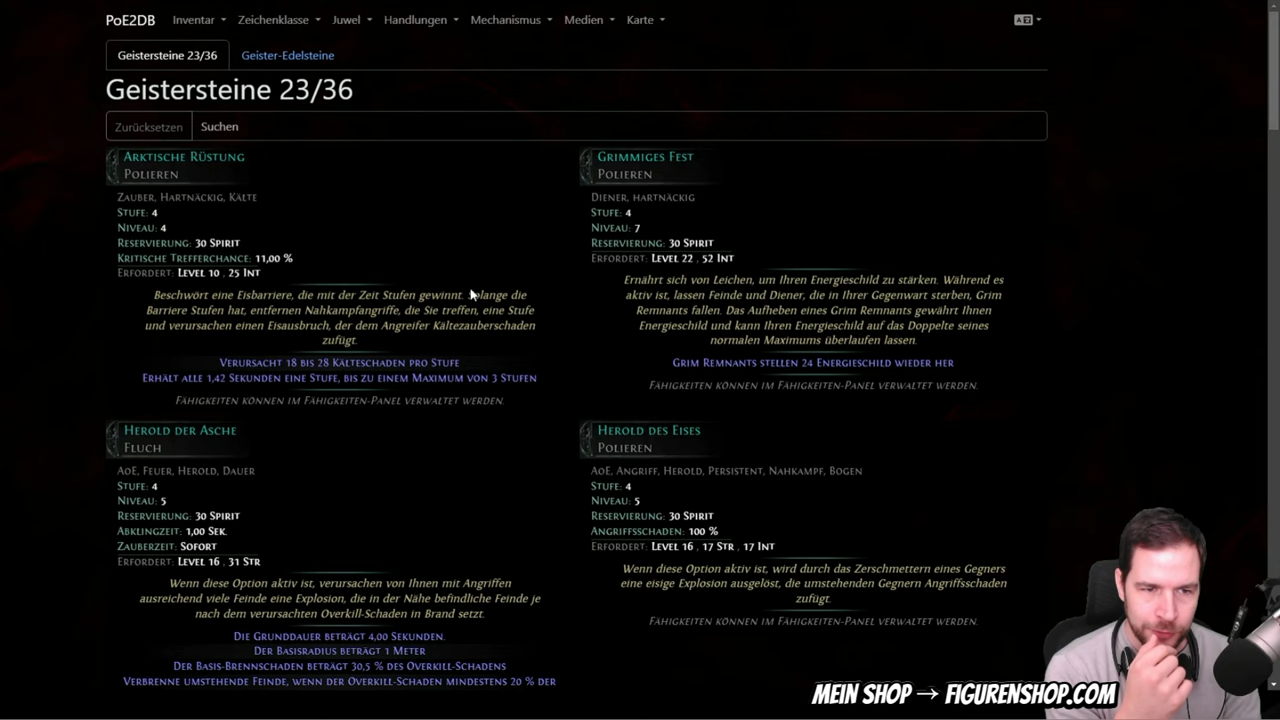 PoE2DB Inventar Zeichenklasse Juwel Handlungen Mechanismus Medien Karte
Geistersteine 23/36 Geister-Edelsteine
Geistersteine 23/36
Zurücksetzen Suchen
Arktische Rüstung
Polieren
Zauber, Hartnäckig, Kälte
Stufe: 4
Niveau: 4
Reservierung: 30 Spirit
Kritische Trefferchance: 11,00 %
Erfordert: Level 10 , 25 Int
Beschwört eine Eisbarriere, die mit der Zeit Stufen gewinnt. Solange die
Barriere Stufen hat, entfernen Nahkampfangriffe, die Sie treffen, eine Stufe
und verursachen einen Eisausbruch, der dem Angreifer Kältezauberschaden
zufügt.
Verursacht 18 bis 28 Kälteschaden pro Stufe
Erhält alle 1,42 Sekunden eine Stufe, bis zu einem Maximum von 3 Stufen
Fähigkeiten können im Fähigkeiten-Panel verwaltet werden.
Grimmiges Fest
Polieren
Diener, hartnäckig
Stufe: 4
Niveau: 7
Reservierung: 30 Spirit
Erfordert: Level 22 , 52 Int
Ernährt sich von Leichen, um Ihren Energieschild zu stärken. Während es
aktiv ist, lassen Feinde und Diener, die in Ihrer Gegenwart sterben, Grim
Remnants fallen. Das Aufheben eines Grim Remnants gewährt Ihnen
Energieschild und kann Ihren Energieschild auf das Doppelte seines
normalen Maximums überlaufen lassen.
Grim Remnants stellen 24 Energieschild wieder her
Fähigkeiten können im Fähigkeiten-Panel verwaltet werden.
Herold der Asche
Fluch
AoE, Feuer, Herold, Dauer
Stufe: 4
Niveau: 5
Reservierung: 30 Spirit
Abklingzeit: 1,00 Sek.
Zauberzeit: Sofort
Erfordert: Level 16 , 31 Str
Wenn diese Option aktiv ist, verursachen von Ihnen mit Angriffen
ausreichend viele Feinde eine Explosion, die in der Nähe befindliche Feinde je
nach dem verursachten Overkill-Schaden in Brand setzt.
Die Grunddauer beträgt 4,00 Sekunden.
Der Basisradius beträgt 1 Meter
Der Basis-Brennschaden beträgt 30,5 % des Overkill-Schadens
Verbrenne umstehende Feinde, wenn der Overkill-Schaden mindestens 20 % der
Herold des Eises
Polieren
AoE, Angriff, Herold, Persistent, Nahkampf, Bogen
Stufe: 4
Niveau: 5
Reservierung: 30 Spirit
Angriffsschaden: 100 %
Erfordert: Level 16 , 17 Str , 17 Int
Wenn diese Option aktiv ist, wird durch das Zerschmettern eines Gegners
eine eisige Explosion ausgelöst, die umstehenden Gegnern Angriffsschaden
zufügt.
Fähigkeiten können im Fähigkeiten-Panel verwaltet werden.
MEIN SHOP → FIGURENSHOP.COM